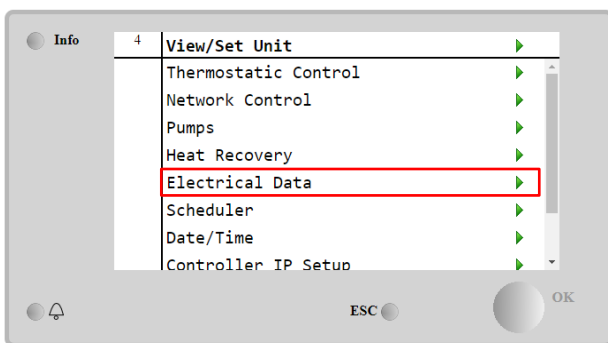 Info
4 View/Set Unit
Thermostatic Control
Network Control
Pumps
Heat Recovery
Electrical Data
Scheduler
Date/Time
Controller IP Setup
ESC
OK